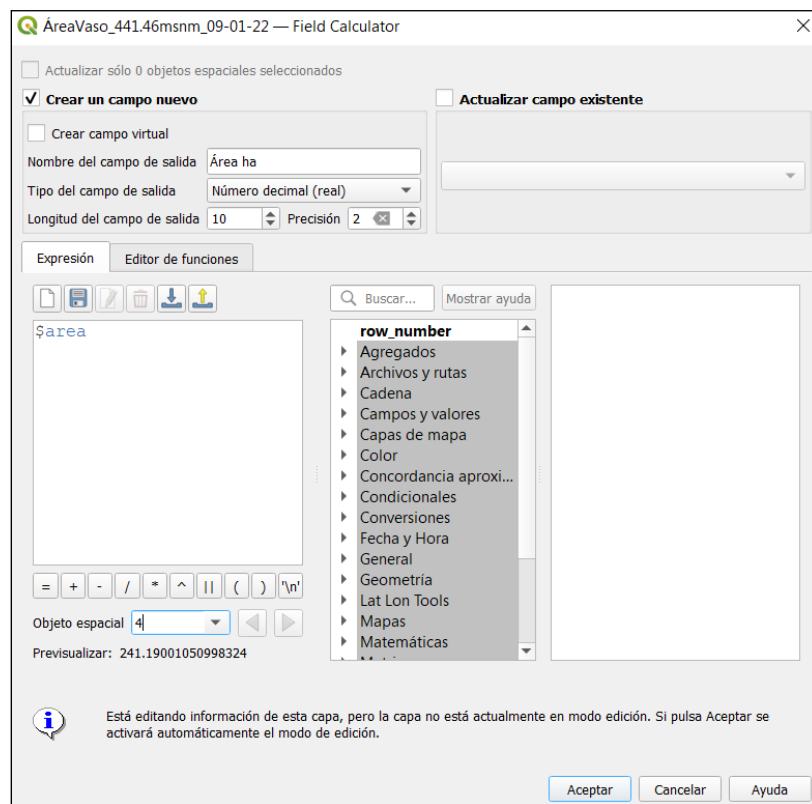 ÁreaVaso_441.46msnm_09-01-22 — Field Calculator
Actualizar sólo 0 objetos espaciales seleccionados
Crear un campo nuevo
Actualizar campo existente
Crear campo virtual
Nombre del campo de salida Área ha
Tipo del campo de salida Número decimal (real)
Longitud del campo de salida 10 Precisión 2
Expresión Editor de funciones
Buscar... Mostrar ayuda
$area
row_number
Agregados
Archivos y rutas
Cadena
Campos y valores
Capas de mapa
Color
Concordancia aproxi...
Condicionales
Conversiones
Fecha y Hora
General
Geometría
Lat Lon Tools
Mapas
Matemáticas
= + - / * ^ || ( ) '\n'
Objeto espacial 4
Previsualizar: 241.19001050998324
Está editando información de esta capa, pero la capa no está actualmente en modo edición. Si pulsa Aceptar se
activará automáticamente el modo de edición.
Aceptar Cancelar Ayuda